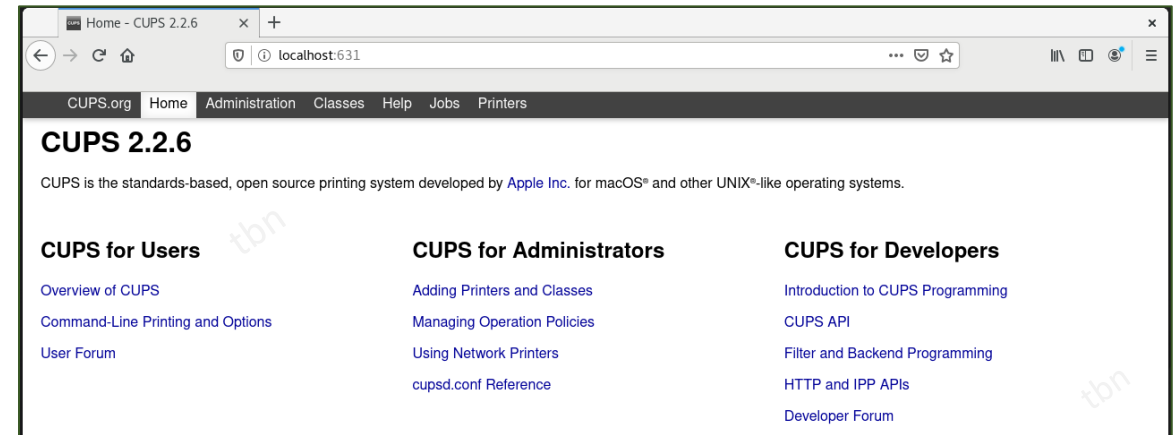 CUPS Home - CUPS 2.2.6 × + ×
localhost:631
CUPS.org Home Administration Classes Help Jobs Printers
CUPS 2.2.6
CUPS is the standards-based, open source printing system developed by Apple Inc. for macOS® and other UNIX®-like operating systems.
tbn
CUPS for Users
Overview of CUPS
Command-Line Printing and Options
User Forum
CUPS for Administrators
Adding Printers and Classes
Managing Operation Policies
Using Network Printers
cupsd.conf Reference
CUPS for Developers
Introduction to CUPS Programming
CUPS API
Filter and Backend Programming
HTTP and IPP APIs
Developer Forum
tbn